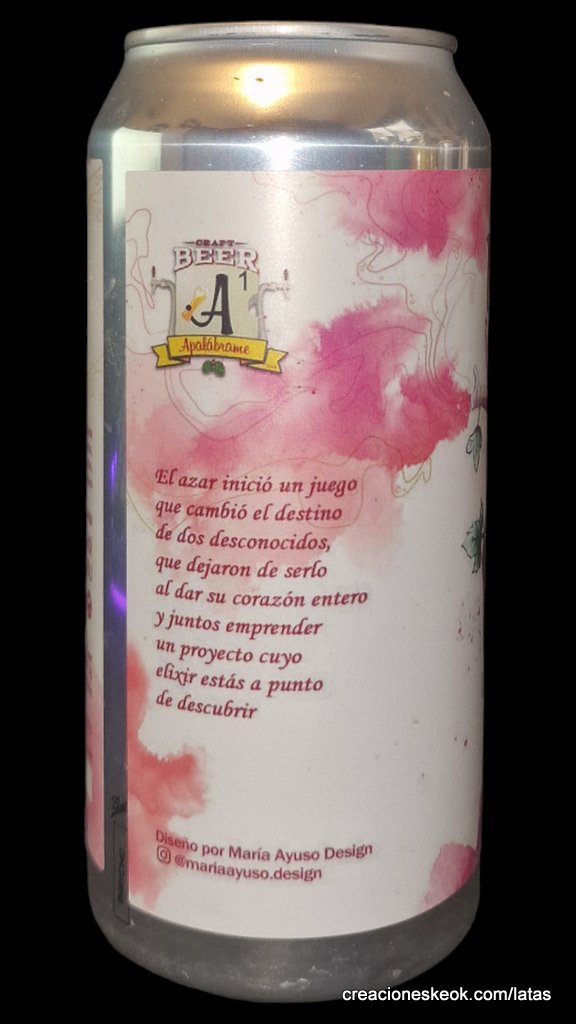 CRAFT
BEER
A1
Apalábrame
El azar inició un juego
que cambió el destino
de dos desconocidos,
que dejaron de serlo
al dar su corazón entero
y juntos emprender
un proyecto cuyo
elixir estás a punto
de descubrir
Diseño por María Ayuso Design
@mariaayuso.design
creacioneskeok.com/latas